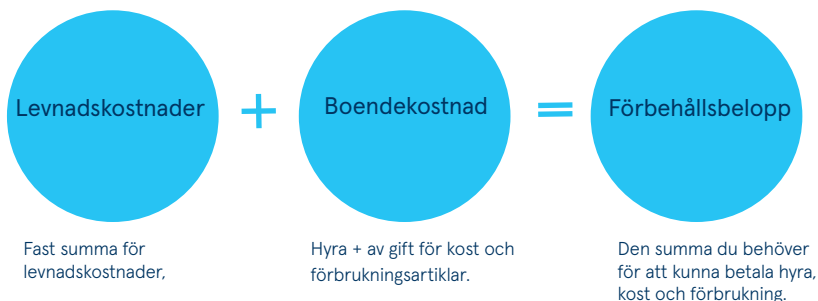 Levnadskostnader
+
Boendekostnad
=
Förbehållsbelopp
Fast summa för
levnadskostnader,
Hyra + av gift för kost och
förbrukningsartiklar.
Den summa du behöver
för att kunna betala hyra,
kost och förbrukning.